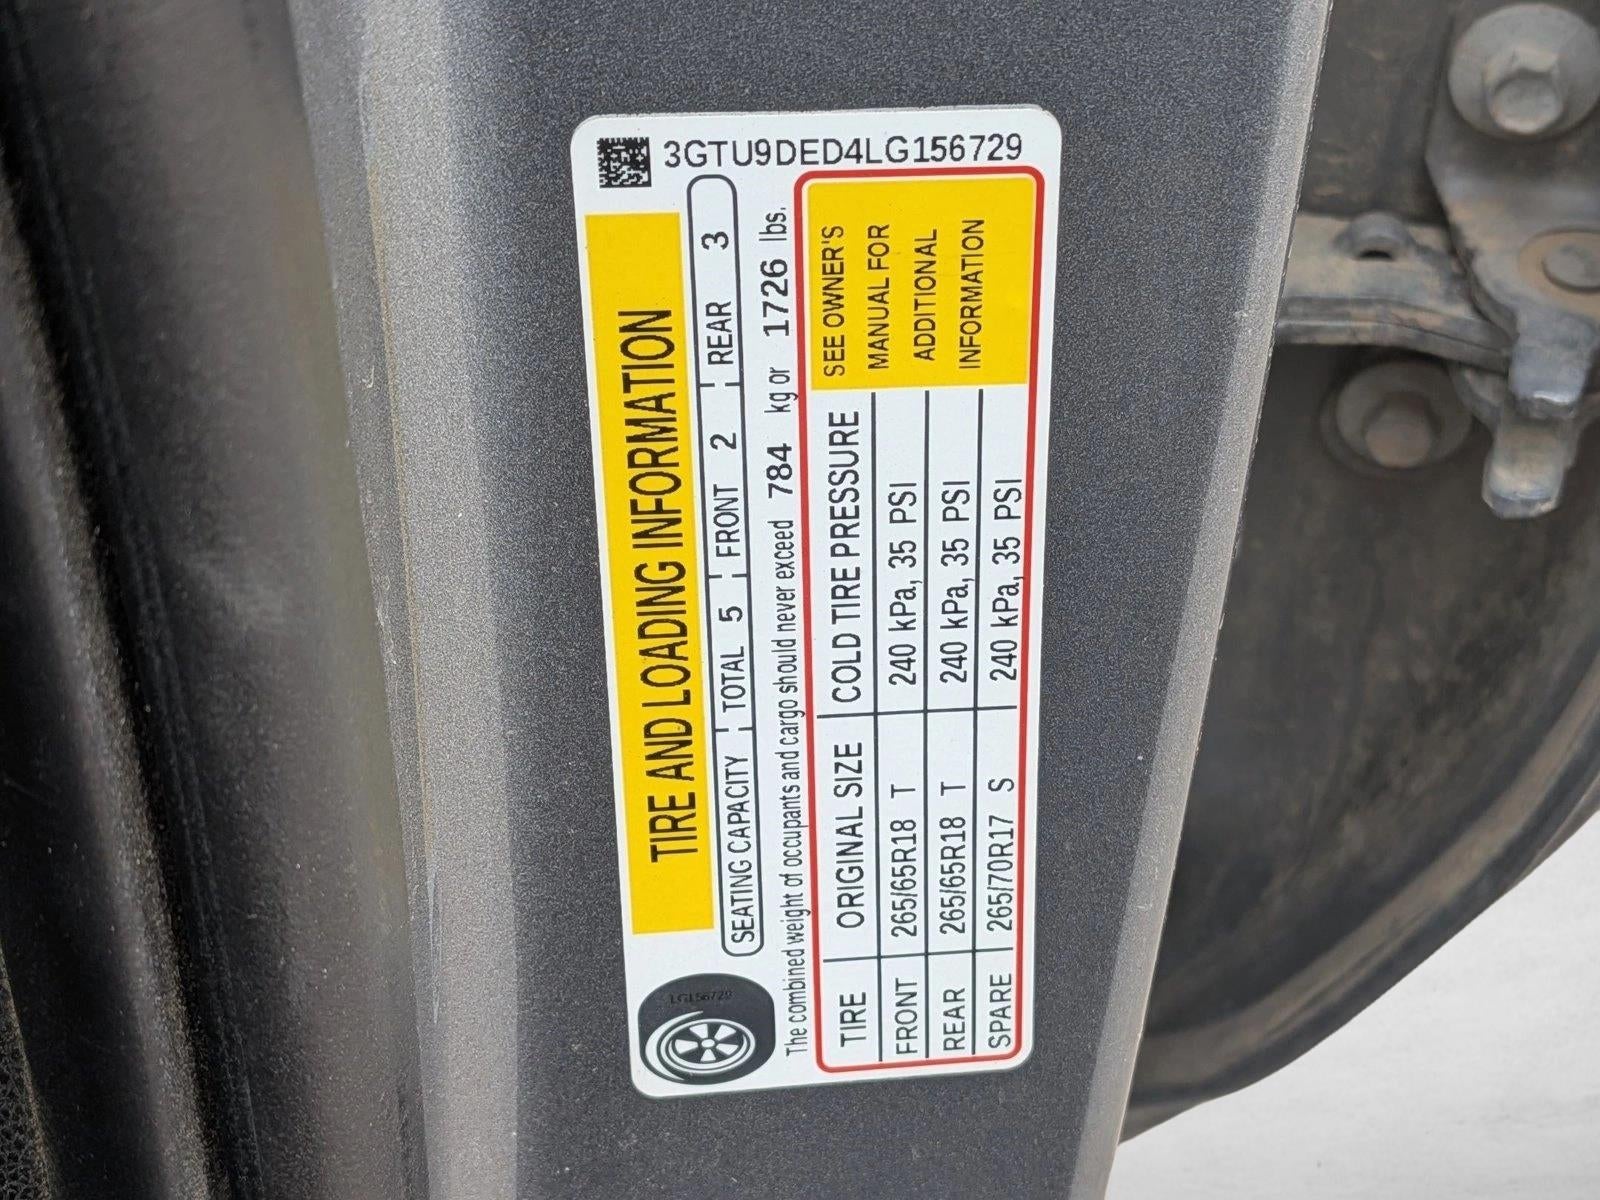 3GTU9DED4LG156729
TIRE AND LOADING INFORMATION
SEATING CAPACITY TOTAL 5 FRONT 2 REAR 3
The combined weight of occupants and cargo should never exceed 784 kg or 1726 lbs.
TIRE ORIGINAL SIZE COLD TIRE PRESSURE
FRONT 265/65R18 T 240 kPa, 35 PSI
REAR 265/65R18 T 240 kPa, 35 PSI
SPARE 265/70R17 S 240 kPa, 35 PSI
SEE OWNER'S
MANUAL FOR
ADDITIONAL
INFORMATION
LG156729